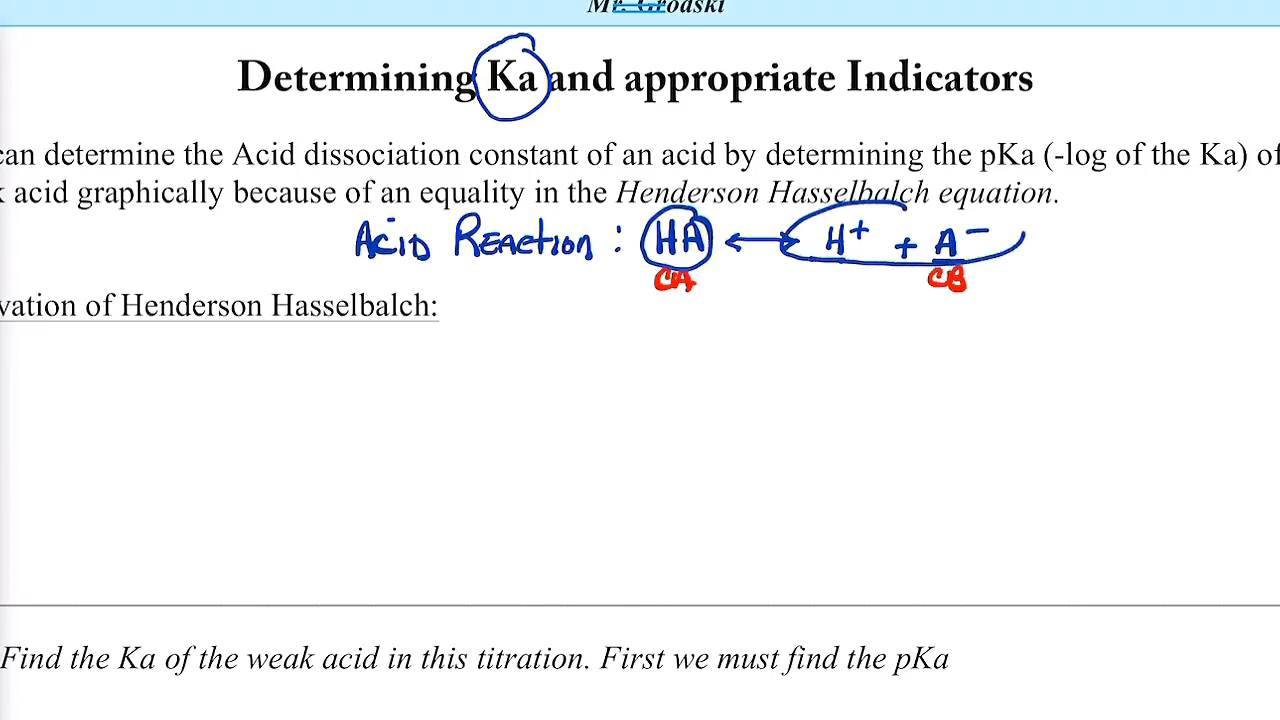 Mr. Grodski
Determining Ka and appropriate Indicators
can determine the Acid dissociation constant of an acid by determining the pKa (-log of the Ka) of
acid graphically because of an equality in the Henderson Hasselbalch equation.
Acid Reaction : HA ↔ H⁺ + A⁻
CA CB
vation of Henderson Hasselbalch:
Find the Ka of the weak acid in this titration. First we must find the pKa